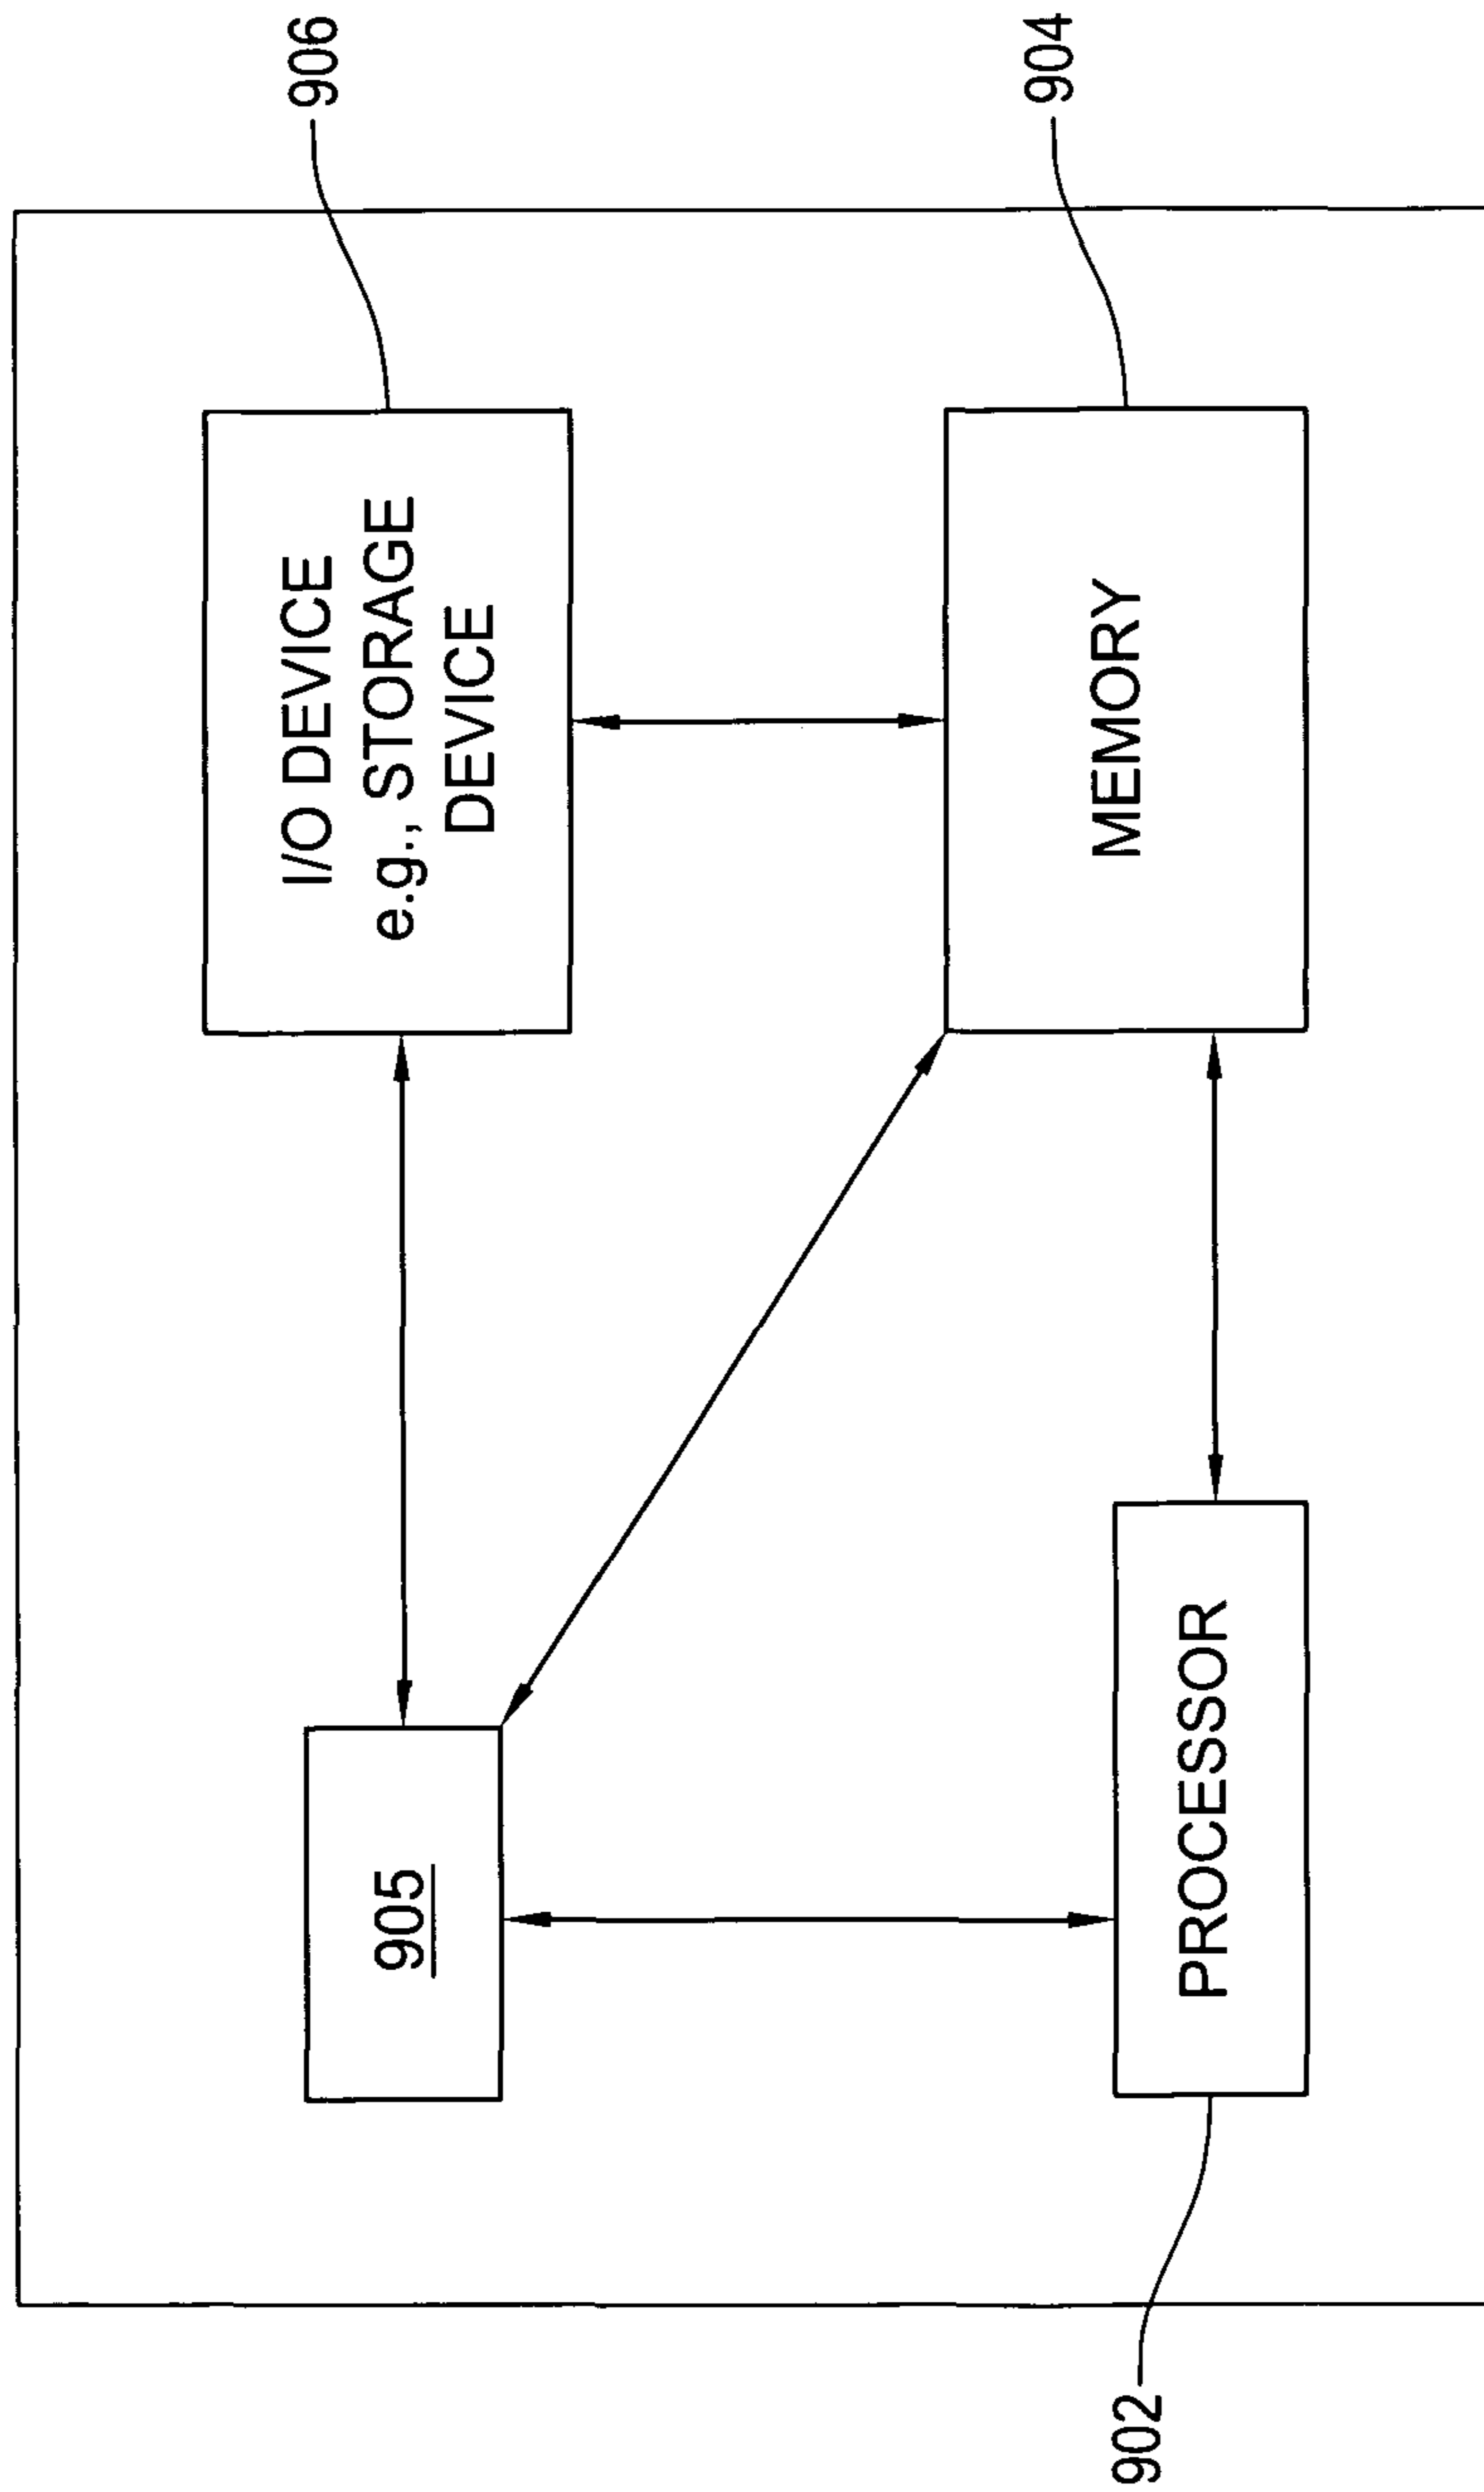 905
I/O DEVICE
e.g., STORAGE
DEVICE
906
PROCESSOR
MEMORY
902
904